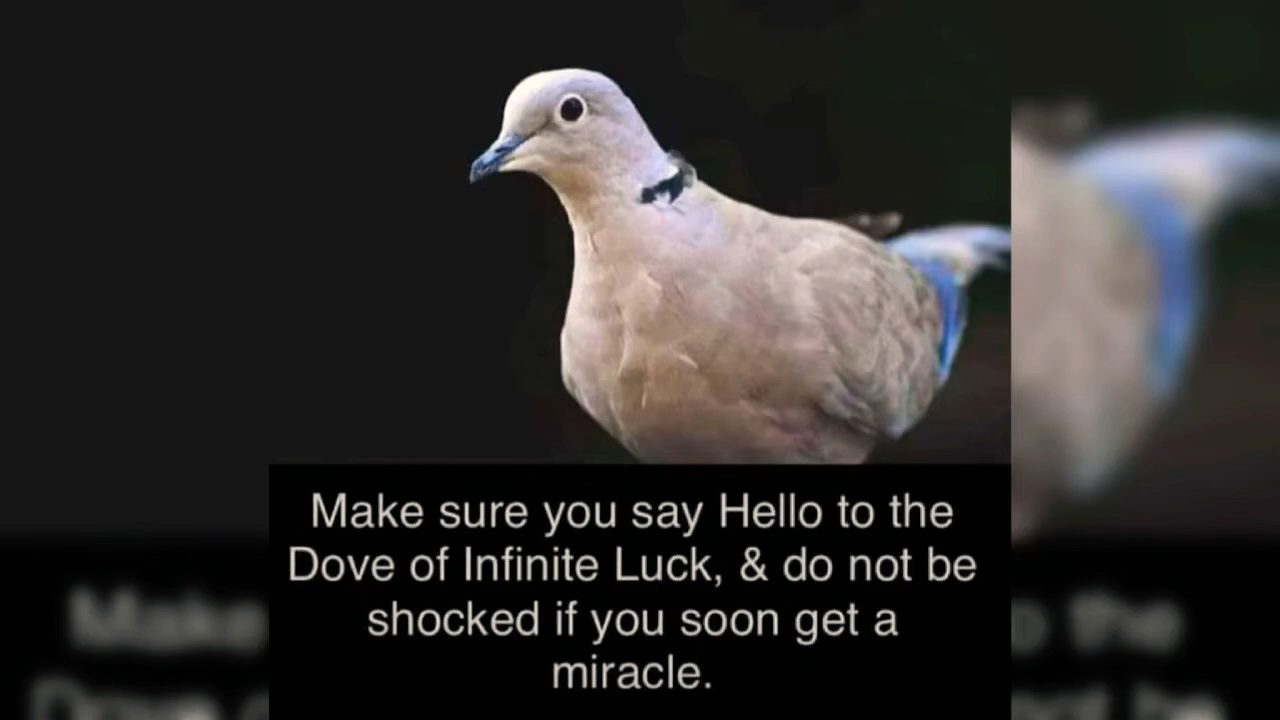 Make sure you say Hello to the
Dove of Infinite Luck, & do not be
shocked if you soon get a
miracle.